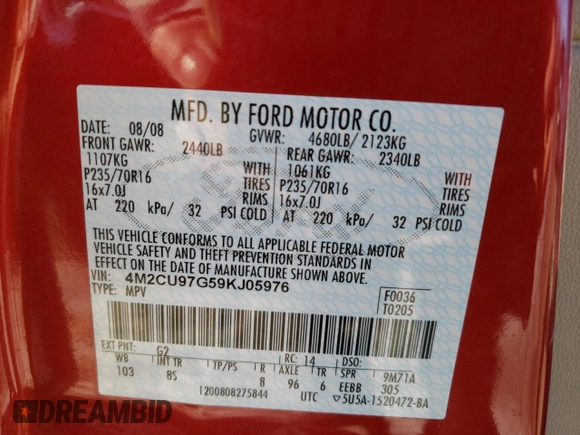 MFD. BY FORD MOTOR CO.
DATE: 08/08 GVWR: 4680LB/ 2123KG
FRONT GAWR: 2440LB REAR GAWR: 2340LB
1107KG WITH 1061KG WITH
P235/70R16 TIRES P235/70R16 TIRES
16x7.0J RIMS 16x7.0J RIMS
AT 220 kPa/ 32 PSI COLD AT 220 kPa/ 32 PSI COLD
THIS VEHICLE CONFORMS TO ALL APPLICABLE FEDERAL MOTOR
VEHICLE SAFETY AND THEFT PREVENTION STANDARDS IN
EFFECT ON THE DATE OF MANUFACTURE SHOWN ABOVE.
VIN: 4M2CU97G59KJ05976 F0036
TYPE: MPV T0205
EXT PNT: G2 RC: 14 DSO:
WB INT TR TP/PS R AXLE TR SPR 9M71A
103 8S 8 96 6 EEBB 305
1200808275844 UTC ▽5U5A-1520472-BA
Ford
DREAMBID